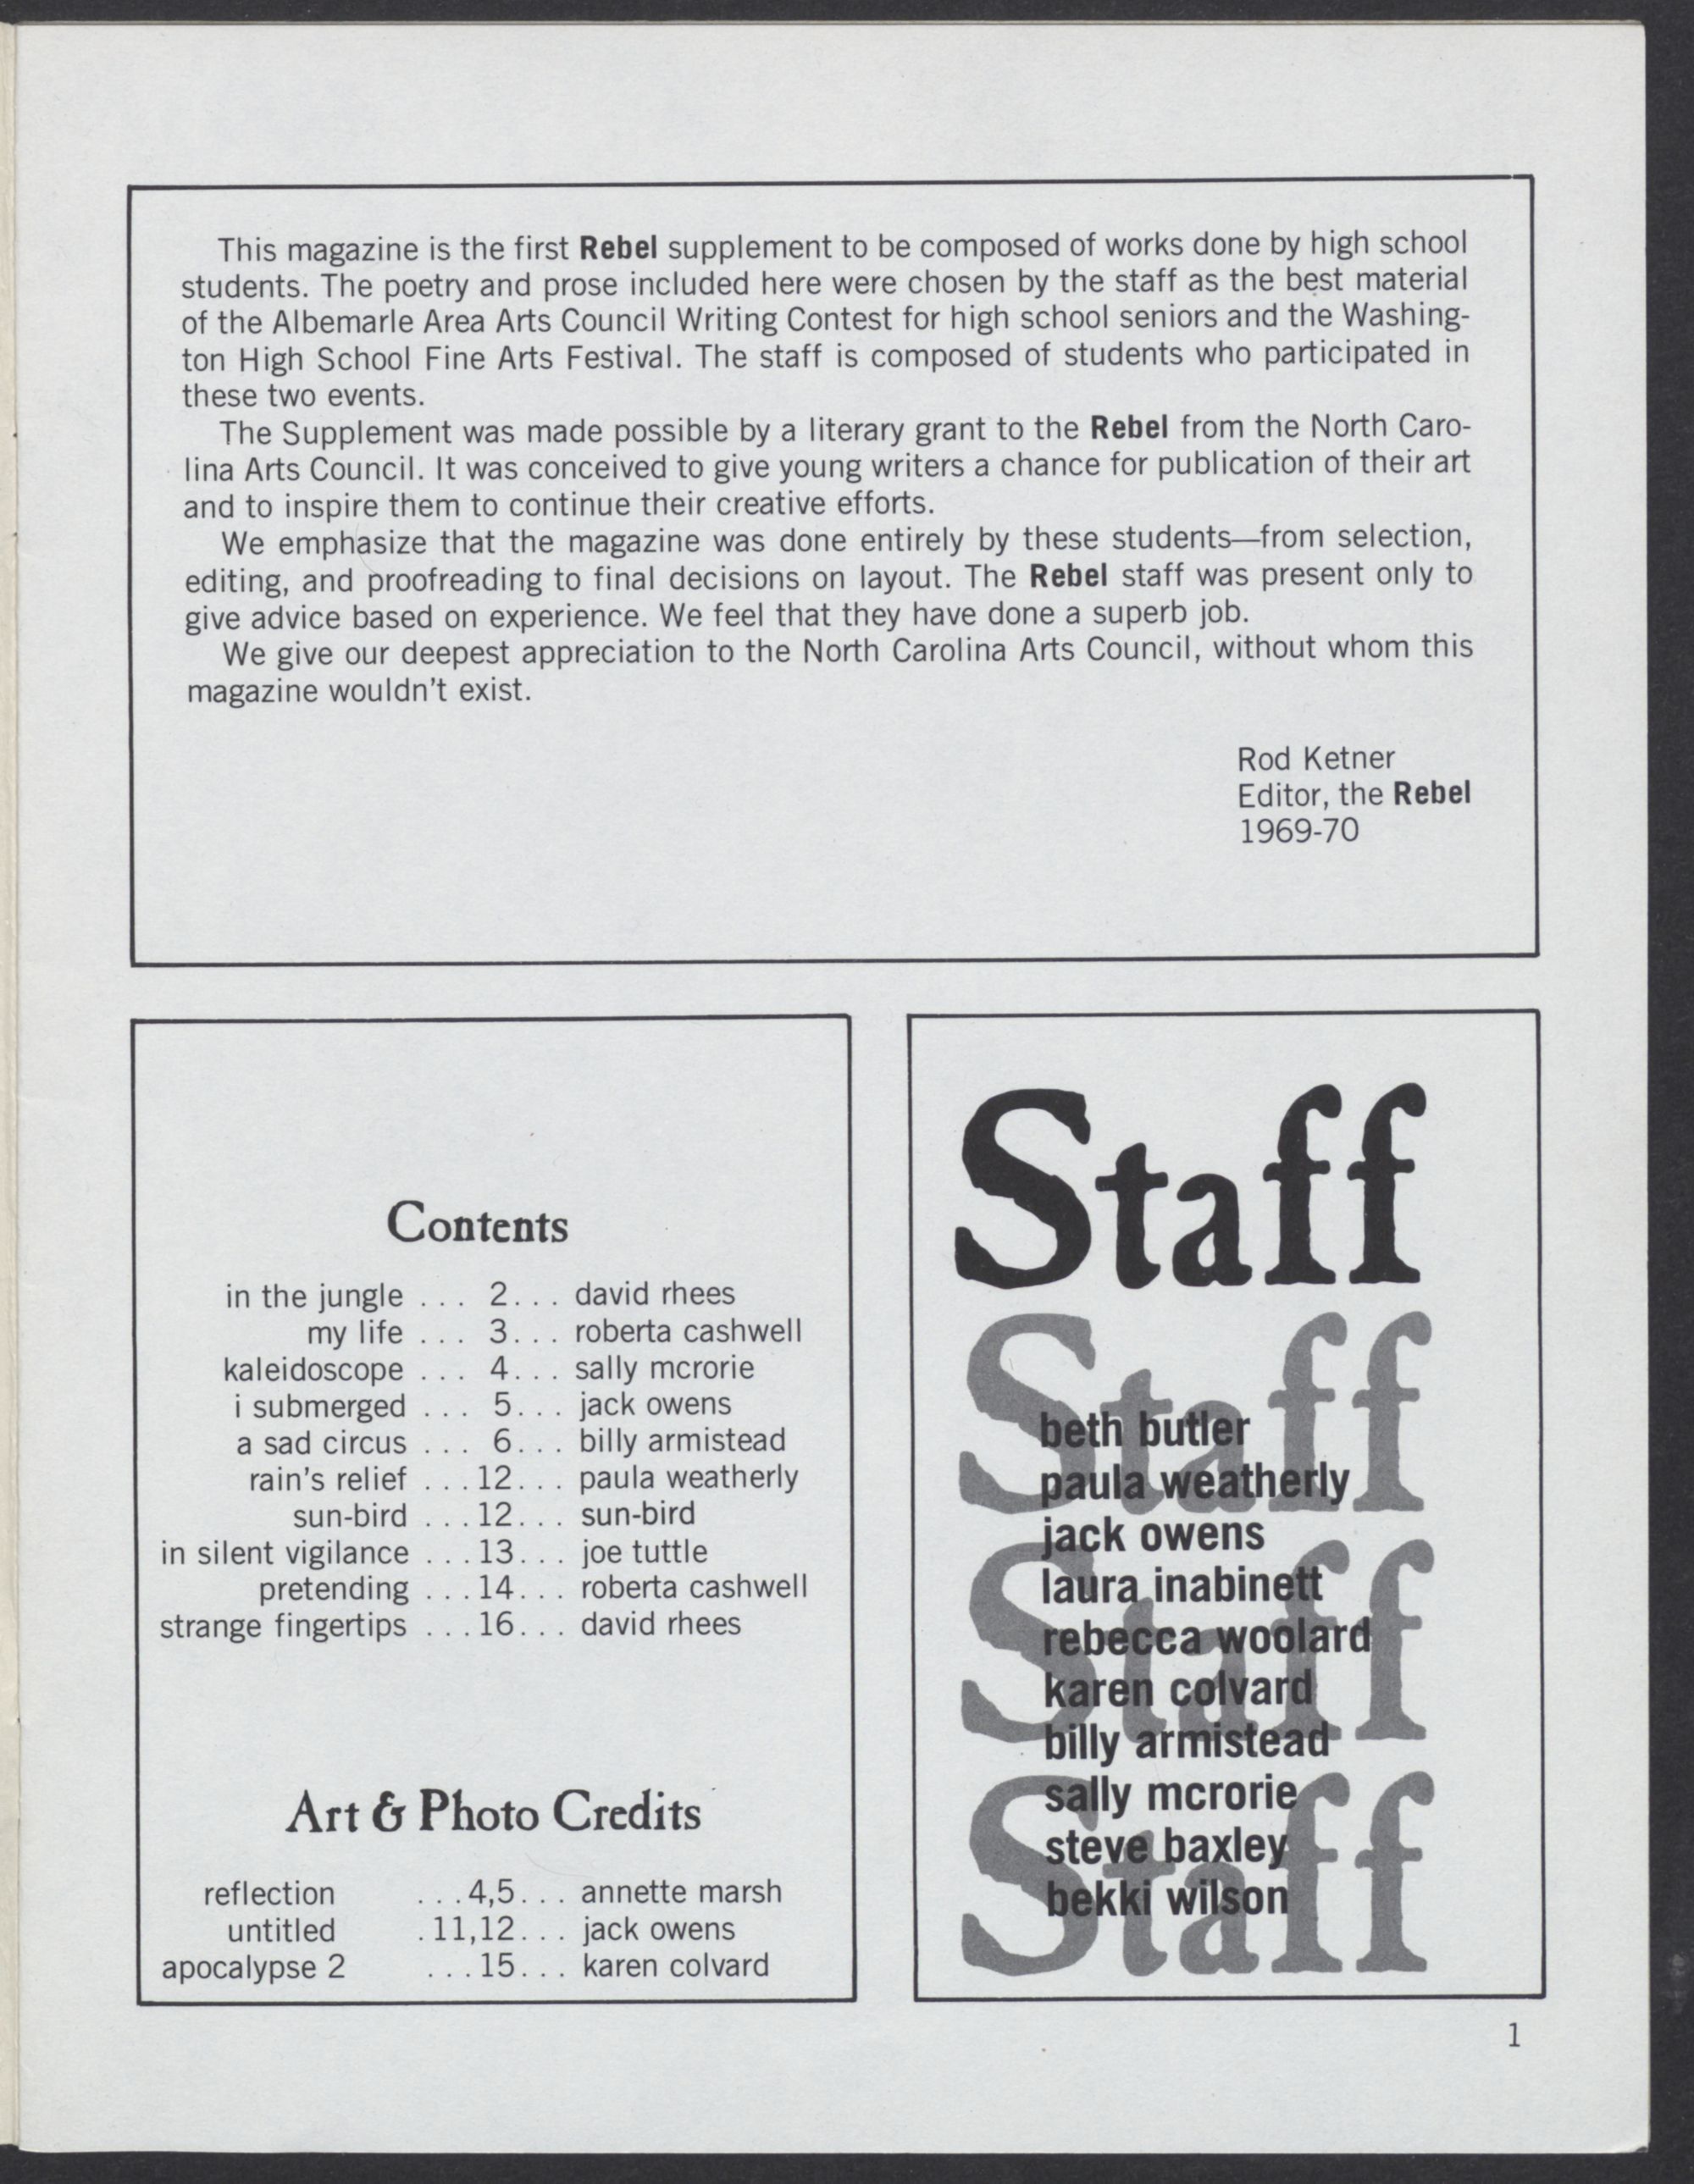 This magazine is the first Rebel supplement to be composed of works done by high school
students. The poetry and prose included here were chosen by the staff as the best material
of the Albemarle Area Arts Council Writing Contest for high school seniors and the Washing-
ton High School Fine Arts Festival. The staff is composed of students who participated in
these two events.
The Supplement was made possible by a literary grant to the Rebel from the North Caro-
lina Arts Council. It was conceived to give young writers a chance for publication of their art
and to inspire them to continue their creative efforts.
We emphasize that the magazine was done entirely by these students—from selection,
editing, and proofreading to final decisions on layout. The Rebel staff was present only to
give advice based on experience. We feel that they have done a superb job.
We give our deepest appreciation to the North Carolina Arts Council, without whom this
magazine wouldn't exist.
Rod Ketner
Editor, the Rebel
1969-70
Contents
in the jungle ... 2... david rhees
my life ... 3... roberta cashwell
kaleidoscope ... 4... sally mcrorie
i submerged ... 5... jack owens
a sad circus ... 6... billy armistead
rain's relief ...12... paula weatherly
sun-bird ...12... sun-bird
in silent vigilance ...13... joe tuttle
pretending ...14... roberta cashwell
strange fingertips ...16... david rhees
Art & Photo Credits
reflection ...4,5... annette marsh
untitled .11,12... jack owens
apocalypse 2 ...15... karen colvard
Staff
Staff
beth butler
paula weatherly
jack owens
Staff
laura inabinett
rebecca woolard
karen colvard
billy armistead
sally mcrorie
Staff
steve baxley
bekki wilson
1